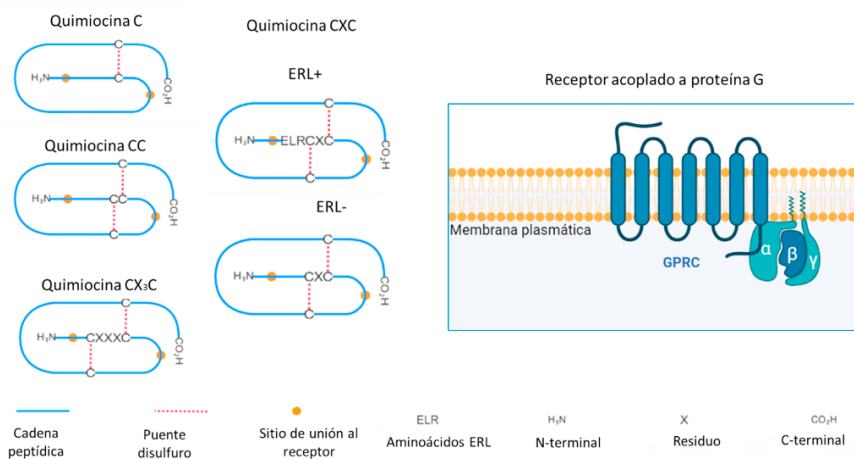 Quimiocina C
C
H₃N
C
CO₂H
Quimiocina CC
C
H₃N
CC
C
CO₂H
Quimiocina CX₃C
C
H₃N
CXXXC
C
CO₂H
Quimiocina CXC
ERL+
C
H₃N
ELRCXC
C
CO₂H
ERL-
C
H₃N
CXC
C
CO₂H
Receptor acoplado a proteína G
Membrana plasmática
GPRC
α
β
γ
Cadena
peptídica
Puente
disulfuro
Sitio de unión al
receptor
ELR
Aminoácidos ERL
H₃N
N-terminal
X
Residuo
CO₂H
C-terminal